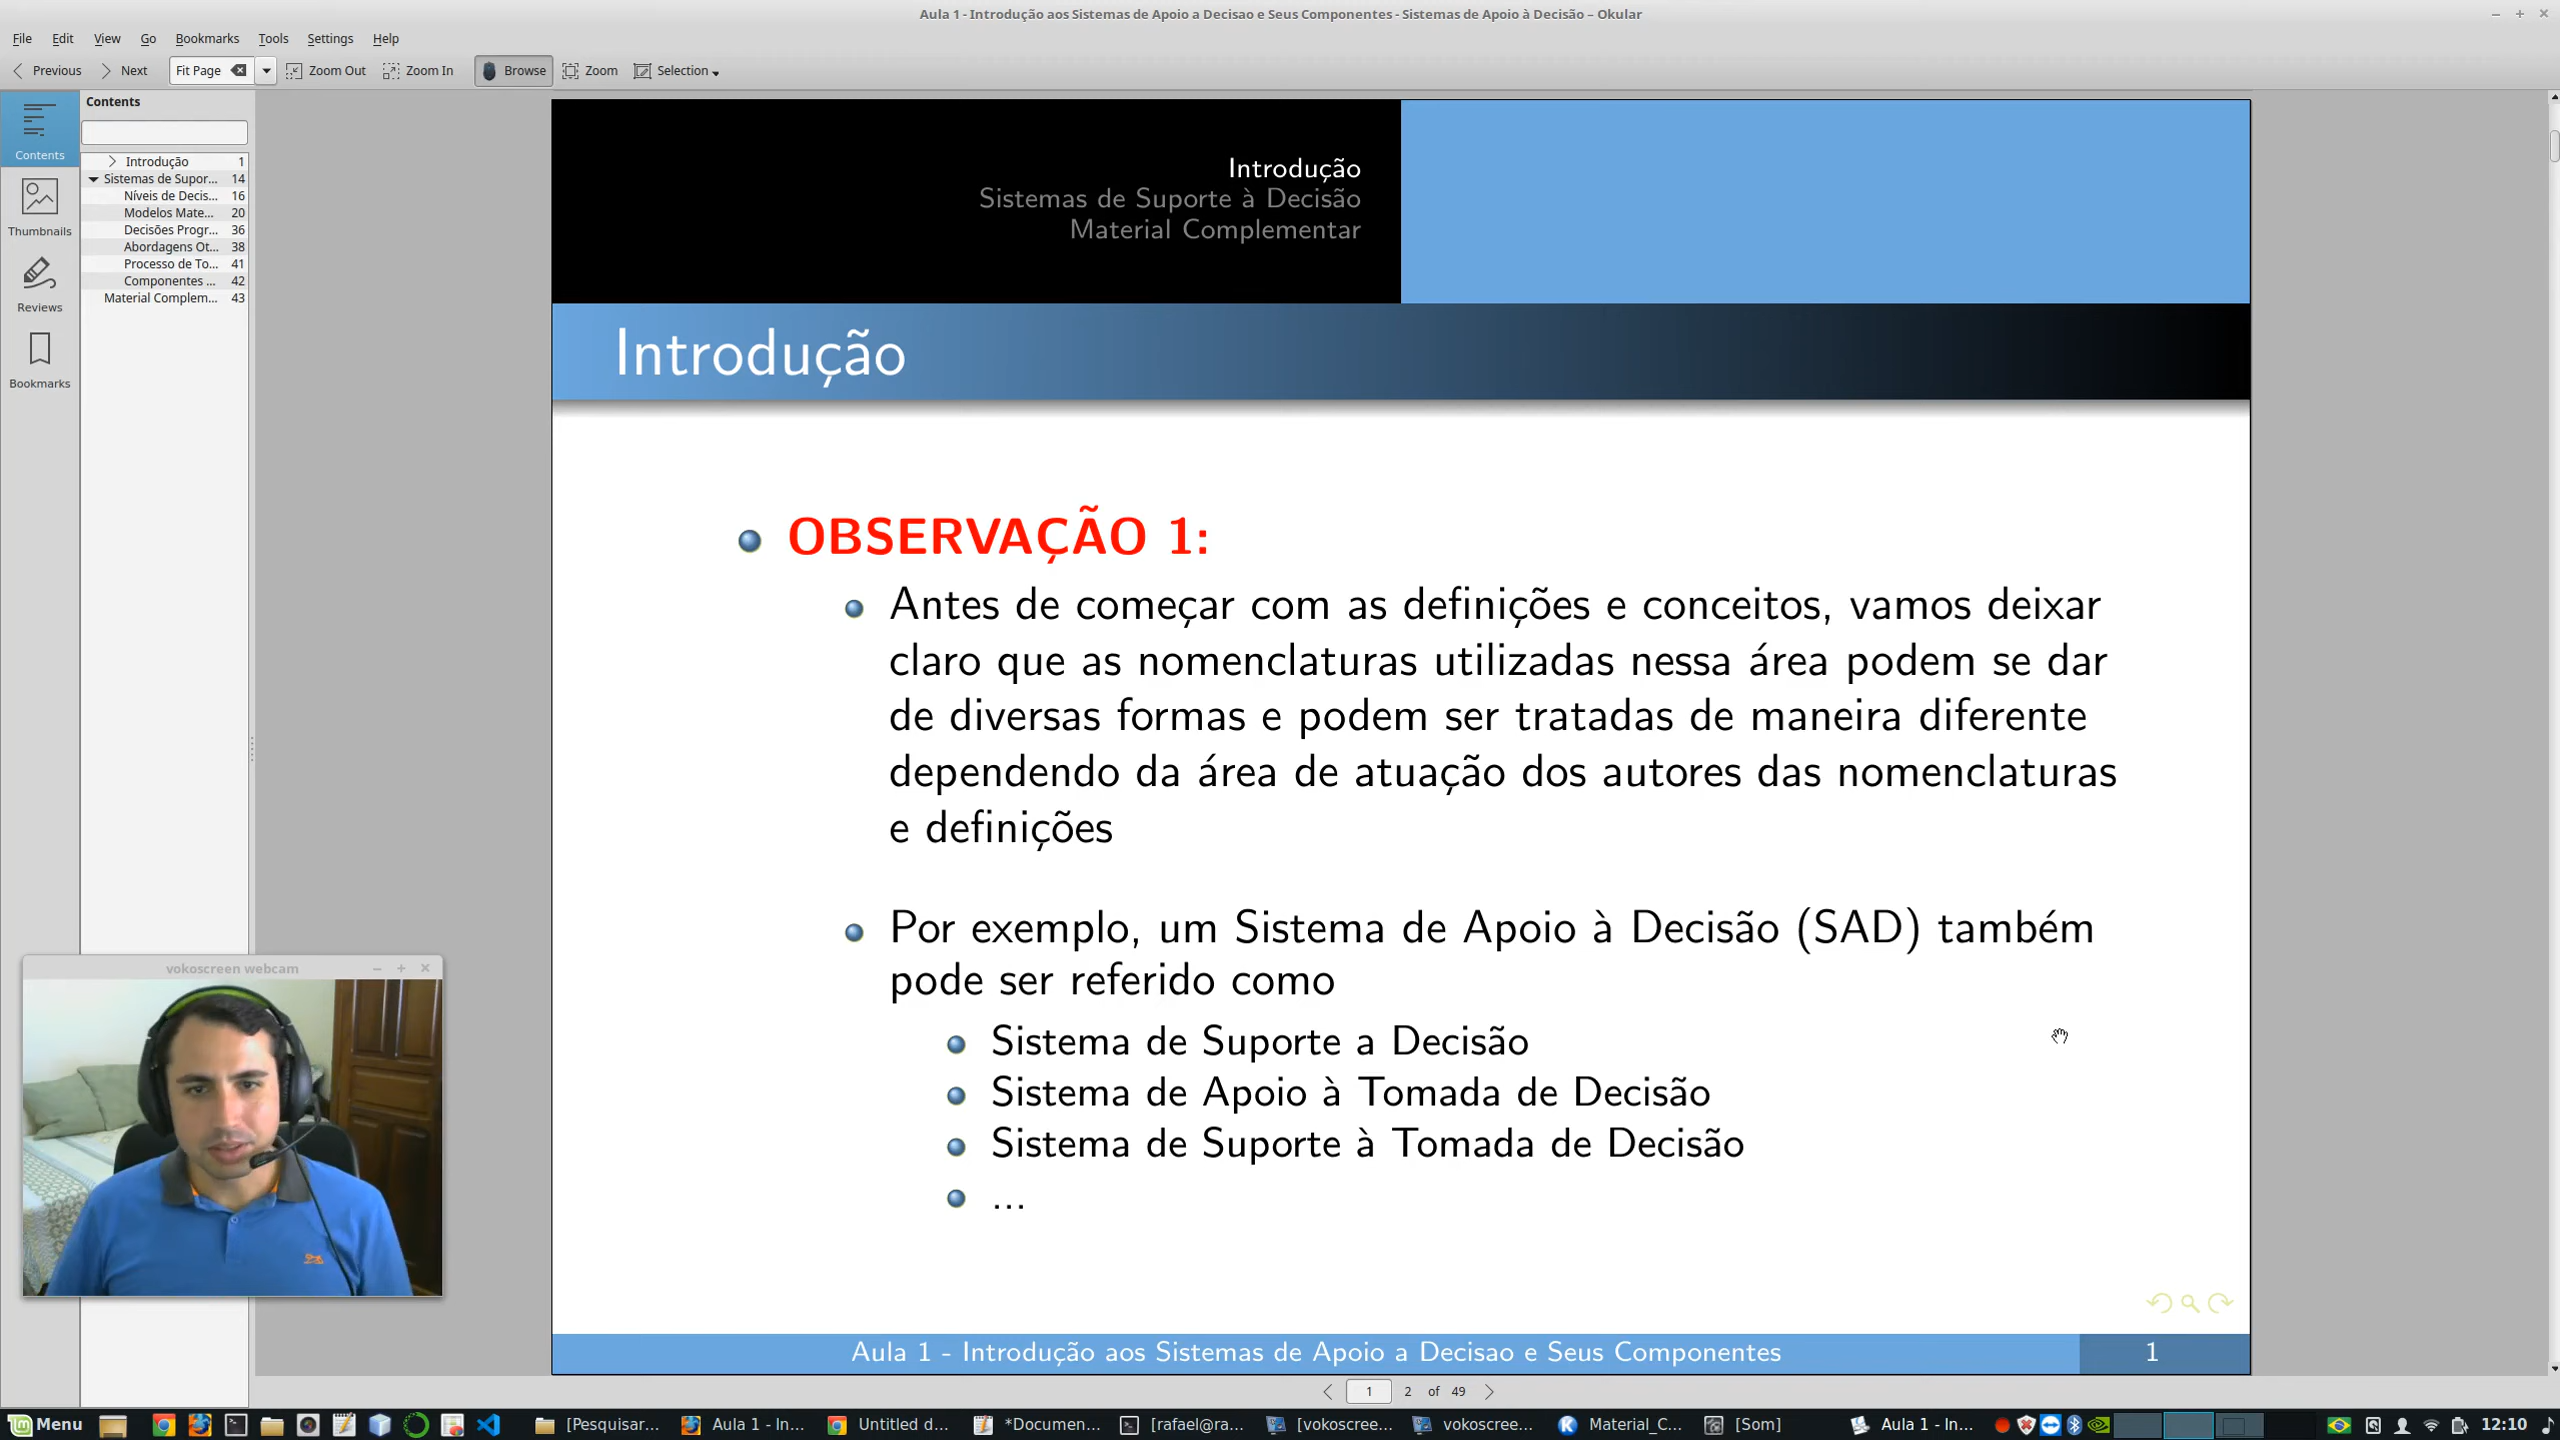 Aula 1 - Introdução aos Sistemas de Apoio a Decisao e Seus Componentes - Sistemas de Apoio à Decisão – Okular
File Edit View Go Bookmarks Tools Settings Help
Previous Next Fit Page Zoom Out Zoom In Browse Zoom Selection
Contents
Contents
Thumbnails
Reviews
Bookmarks
Introdução 1
Sistemas de Supor... 14
Níveis de Decis... 16
Modelos Mate... 20
Decisões Progr... 36
Abordagens Ot... 38
Processo de To... 41
Componentes ... 42
Material Complem... 43
Introdução
Sistemas de Suporte à Decisão
Material Complementar
Introdução
OBSERVAÇÃO 1:
Antes de começar com as definições e conceitos, vamos deixar
claro que as nomenclaturas utilizadas nessa área podem se dar
de diversas formas e podem ser tratadas de maneira diferente
dependendo da área de atuação dos autores das nomenclaturas
e definições
Por exemplo, um Sistema de Apoio à Decisão (SAD) também
pode ser referido como
Sistema de Suporte a Decisão
Sistema de Apoio à Tomada de Decisão
Sistema de Suporte à Tomada de Decisão
...
vokoscreen webcam
Aula 1 - Introdução aos Sistemas de Apoio a Decisao e Seus Componentes 1
1 2 of 49
Menu [Pesquisar... Aula 1 - In... Untitled d... *Documen... [rafael@ra... [vokoscree... vokoscree... Material_C... [Som] Aula 1 - In... 12:10